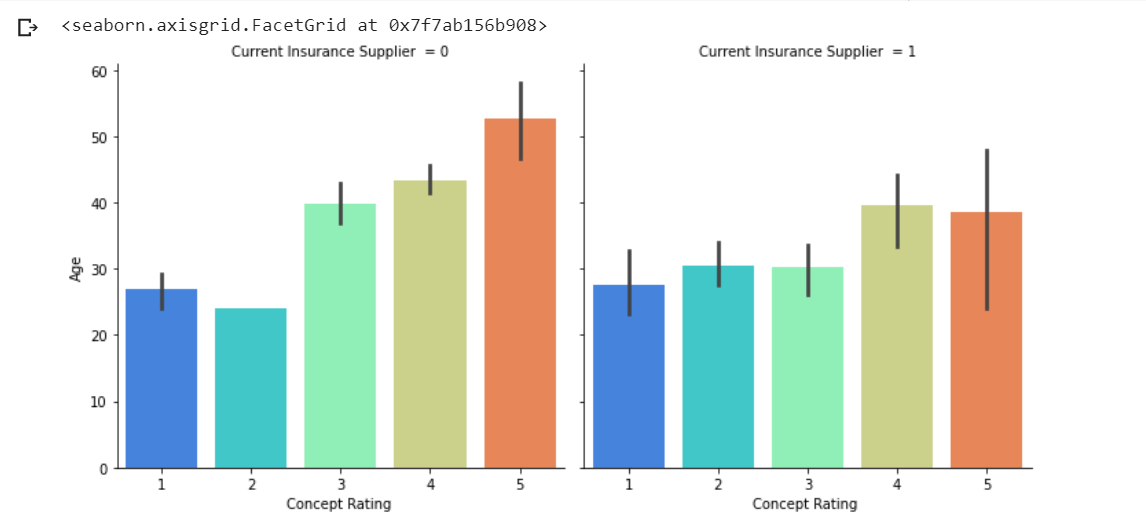 <seaborn.axisgrid.FacetGrid at 0x7f7ab156b908>
Current Insurance Supplier = 0
Current Insurance Supplier = 1
60
50
40
30
20
10
0
Age
1 2 3 4 5
1 2 3 4 5
Concept Rating
Concept Rating